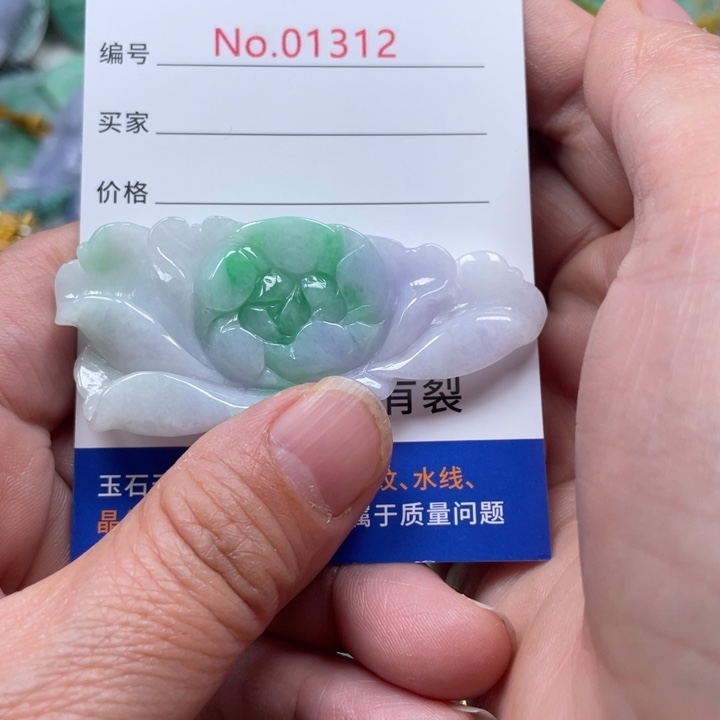 编号 No.01312
买家
价格
有裂
玉石 纹、水线、
晶 属于质量问题